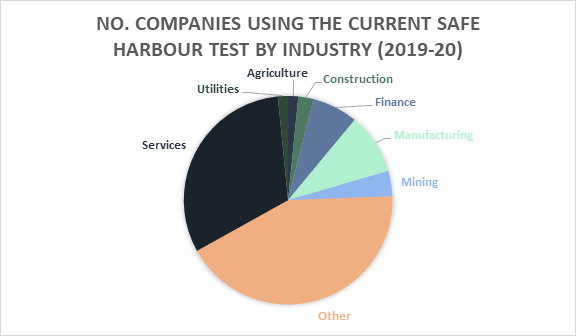 NO. COMPANIES USING THE CURRENT SAFE
HARBOUR TEST BY INDUSTRY (2019-20)
Agriculture
Construction
Utilities
Finance
Manufacturing
Services
Mining
Other